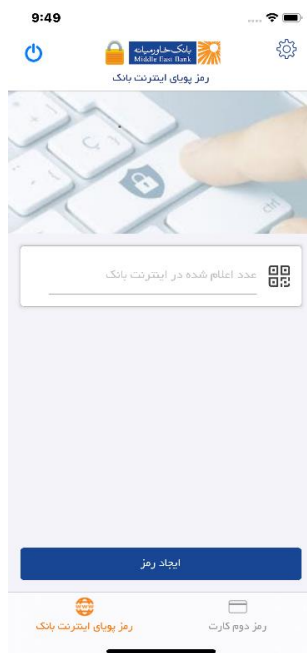 9:49
بانک خاورمیانه
Middle East Bank
رمز پویای اینترنت بانک
ctrl
عدد اعلام شده در اینترنت بانک
ایجاد رمز
رمز پویای اینترنت بانک
رمز دوم کارت